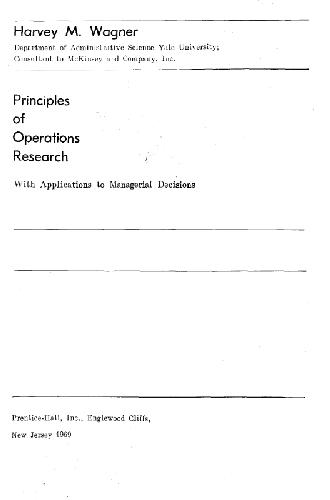 Harvey M. Wagner
Department of Administrative Science Yale University;
Consultant to McKinsey and Company, Inc.
Principles
of
Operations
Research
With Applications to Managerial Decisions
Prentice-Hall, Inc., Englewood Cliffs,
New Jersey 1969